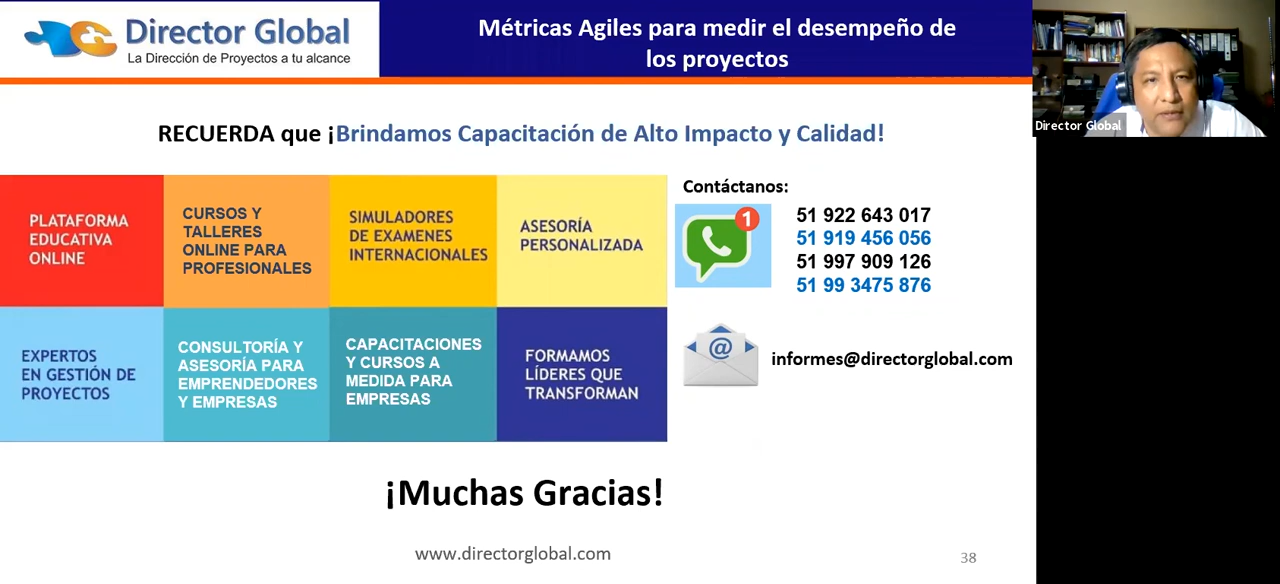 Director Global
La Dirección de Proyectos a tu alcance
Métricas Agiles para medir el desempeño de
los proyectos
Director Global
RECUERDA que ¡Brindamos Capacitación de Alto Impacto y Calidad!
PLATAFORMA
EDUCATIVA
ONLINE
CURSOS Y
TALLERES
ONLINE PARA
PROFESIONALES
SIMULADORES
DE EXAMENES
INTERNACIONALES
ASESORÍA
PERSONALIZADA
EXPERTOS
EN GESTIÓN DE
PROYECTOS
CONSULTORÍA Y
ASESORÍA PARA
EMPRENDEDORES
Y EMPRESAS
CAPACITACIONES
Y CURSOS A
MEDIDA PARA
EMPRESAS
FORMAMOS
LÍDERES QUE
TRANSFORMAN
Contáctanos:
1
51 922 643 017
51 919 456 056
51 997 909 126
51 99 3475 876
@
informes@directorglobal.com
¡Muchas Gracias!
www.directorglobal.com
38